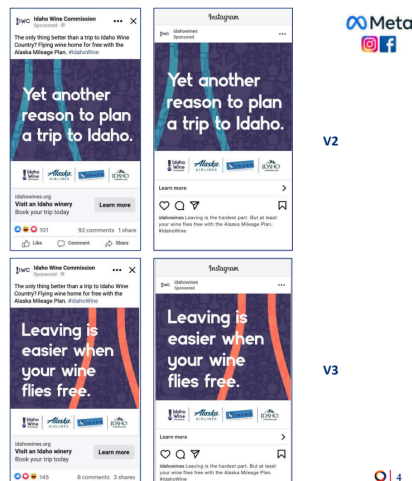 Idaho Wine Commission
Sponsored
The only thing better than a trip to Idaho Wine
Country? Flying wine home for free with the
Alaska Mileage Plan. #IdahoWine
Yet another
reason to plan
a trip to Idaho.
Idaho
Wine
Alaska
AIRLINES
IDAHO
idahowines.org
Visit an Idaho winery
Book your trip today
Learn more
101
92 comments 1 share
Like
Comment
Share
Instagram
idahowines
Sponsored
Yet another
reason to plan
a trip to Idaho.
Idaho
Wine
Alaska
AIRLINES
IDAHO
Learn more
idahowines Leaving is the hardest part. But at least
your wine flies free with the Alaska Mileage Plan.
#IdahoWine
Meta
V2
Idaho Wine Commission
Sponsored
The only thing better than a trip to Idaho Wine
Country? Flying wine home for free with the
Alaska Mileage Plan. #IdahoWine
Leaving is
easier when
your wine
flies free.
Idaho
Wine
Alaska
AIRLINES
IDAHO
idahowines.org
Visit an Idaho winery
Book your trip today
Learn more
145
6 comments 3 shares
Instagram
idahowines
Sponsored
Leaving is
easier when
your wine
flies free.
Idaho
Wine
Alaska
AIRLINES
IDAHO
Learn more
idahowines Leaving is the hardest part. But at least
your wine flies free with the Alaska Mileage Plan.
#IdahoWine
V3
4